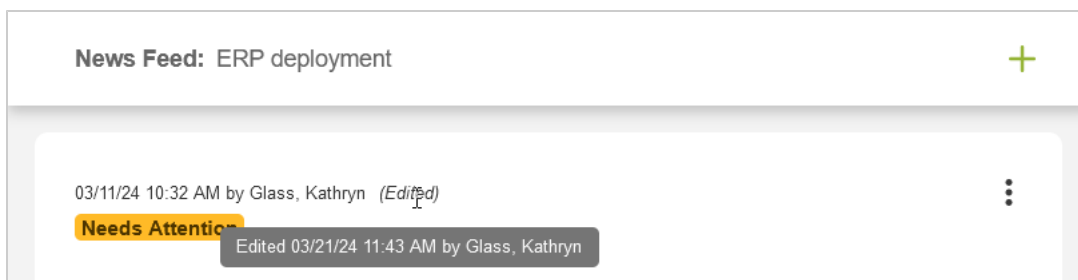 News Feed: ERP deployment
03/11/24 10:32 AM by Glass, Kathryn (Edited)
Needs Attention
Edited 03/21/24 11:43 AM by Glass, Kathryn